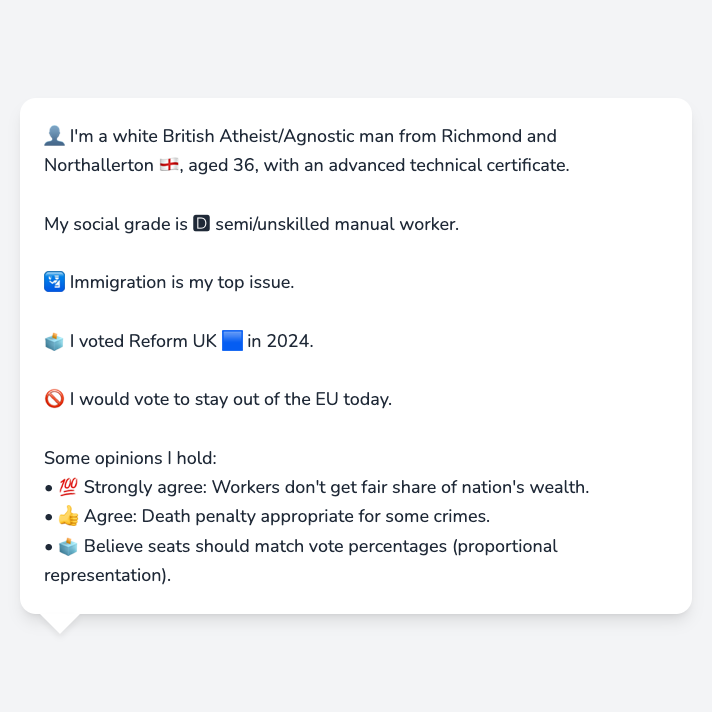 👤 I'm a white British Atheist/Agnostic man from Richmond and
Northallerton 🏴󠁧󠁢󠁥󠁮󠁧󠁿, aged 36, with an advanced technical certificate.
My social grade is 🅳 semi/unskilled manual worker.
🛂 Immigration is my top issue.
🗳️ I voted Reform UK 🟦 in 2024.
🚫 I would vote to stay out of the EU today.
Some opinions I hold:
• 💯 Strongly agree: Workers don't get fair share of nation's wealth.
• 👍 Agree: Death penalty appropriate for some crimes.
• 🗳️ Believe seats should match vote percentages (proportional
representation).